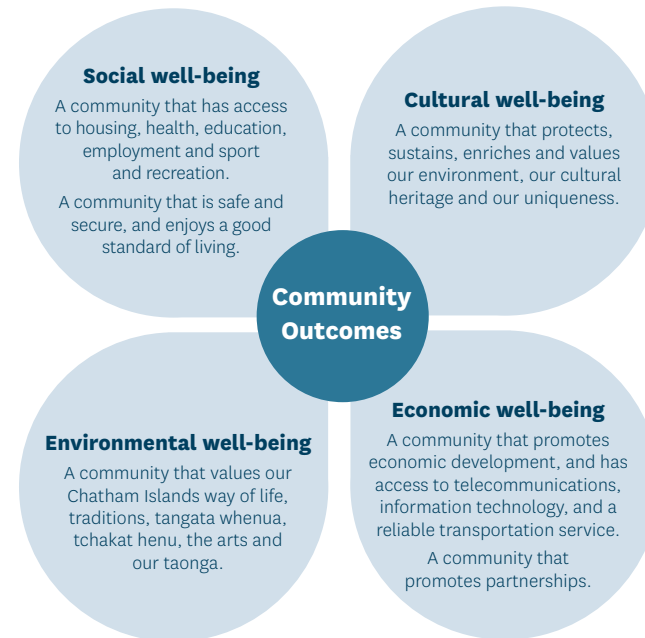 Social well-being
A community that has access
to housing, health, education,
employment and sport
and recreation.
A community that is safe and
secure, and enjoys a good
standard of living.
Cultural well-being
A community that protects,
sustains, enriches and values
our environment, our cultural
heritage and our uniqueness.
Community
Outcomes
Environmental well-being
A community that values our
Chatham Islands way of life,
traditions, tangata whenua,
tchakat henu, the arts and
our taonga.
Economic well-being
A community that promotes
economic development, and has
access to telecommunications,
information technology, and a
reliable transportation service.
A community that
promotes partnerships.